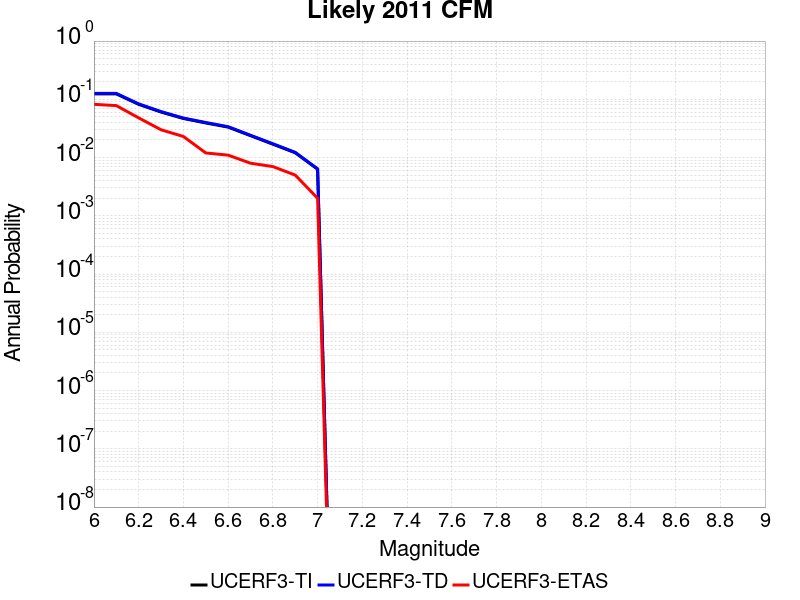 Likely 2011 CFM
10^0
10^-1
10^-2
10^-3
10^-4
10^-5
10^-6
10^-7
10^-8
Annual Probability
6 6.2 6.4 6.6 6.8 7 7.2 7.4 7.6 7.8 8 8.2 8.4 8.6 8.8 9
Magnitude
UCERF3-TI UCERF3-TD UCERF3-ETAS